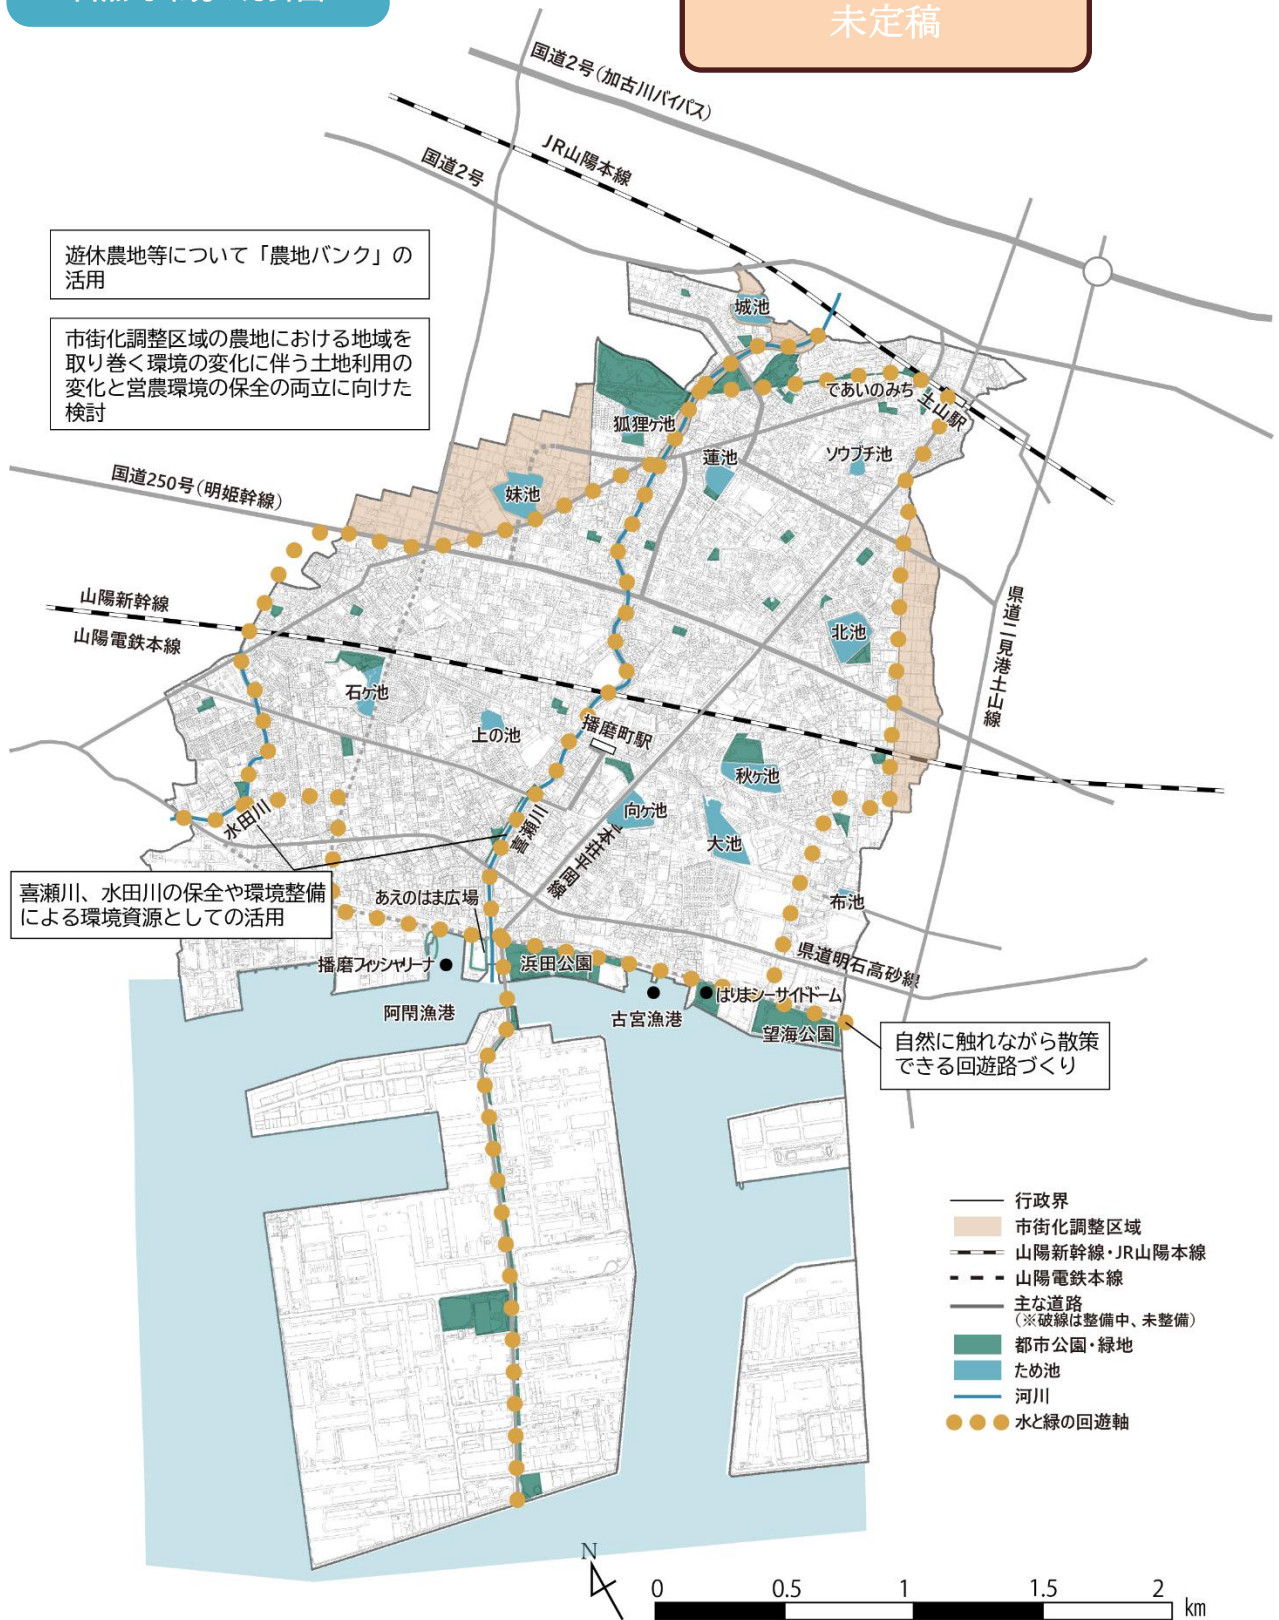 未定稿
国道2号（加古川バイパス）
JR山陽本線
国道2号
遊休農地等について「農地バンク」の
活用
市街化調整区域の農地における地域を
取り巻く環境の変化に伴う土地利用の
変化と営農環境の保全の両立に向けた
検討
城池
であいのみち
土山駅
狐狸ヶ池
蓮池
ソウブチ池
国道250号（明姫幹線）
妹池
山陽新幹線
山陽電鉄本線
北池
県道二見港土山線
石ヶ池
上の池
播磨町駅
秋ヶ池
向ヶ池
大池
水田川
喜瀬川
本荘平岡線
喜瀬川、水田川の保全や環境整備
による環境資源としての活用
あえのはま広場
布池
播磨フィッシャリーナ
浜田公園
県道明石高砂線
はりまシーサイドドーム
阿閇漁港
古宮漁港
望海公園
自然に触れながら散策
できる回遊路づくり
行政界
市街化調整区域
山陽新幹線・JR山陽本線
山陽電鉄本線
主な道路
（※破線は整備中、未整備）
都市公園・緑地
ため池
河川
水と緑の回遊軸
N
0 0.5 1 1.5 2 km